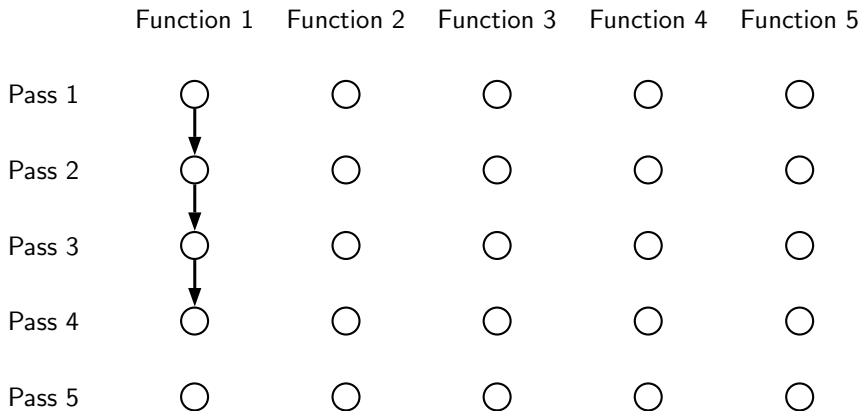 Function 1 Function 2 Function 3 Function 4 Function 5
Pass 1
Pass 2
Pass 3
Pass 4
Pass 5